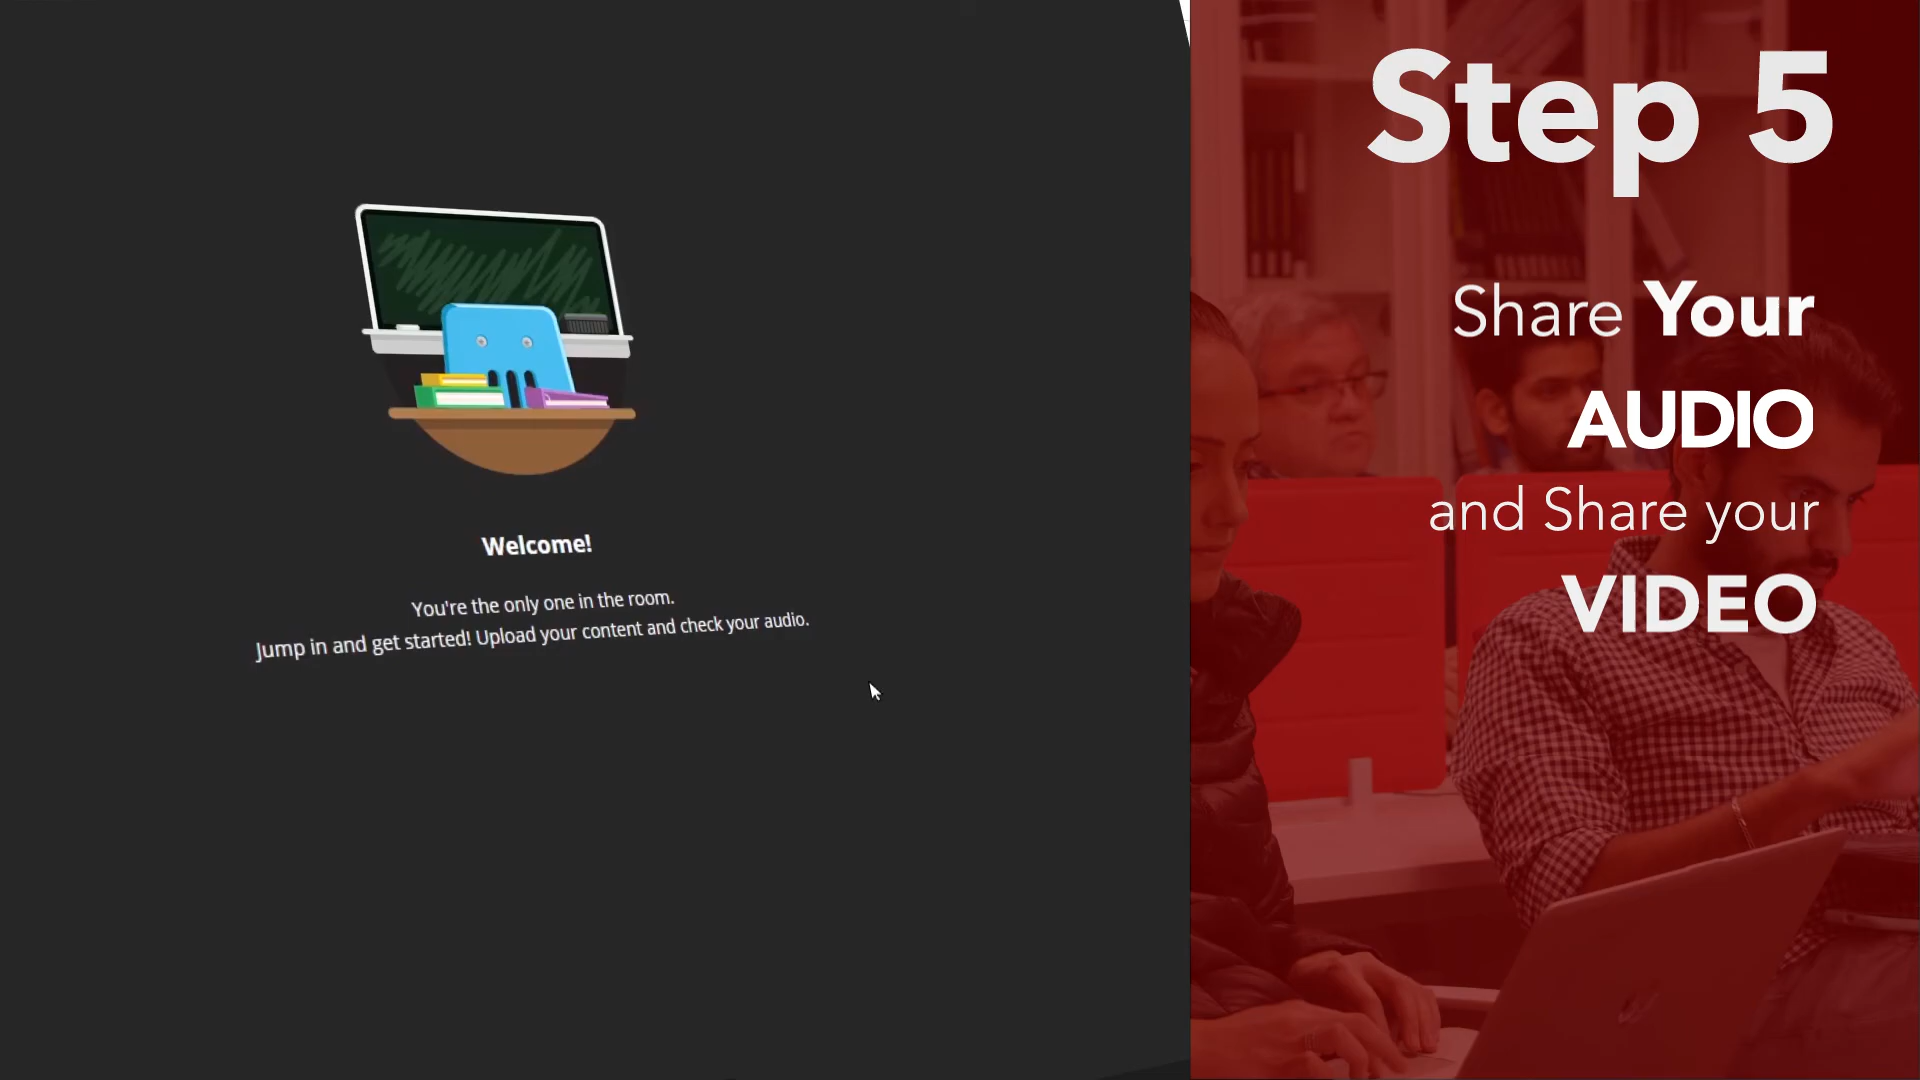 Step 5
Share Your
AUDIO
and Share your
VIDEO
Welcome!
You're the only one in the room.
Jump in and get started! Upload your content and check your audio.